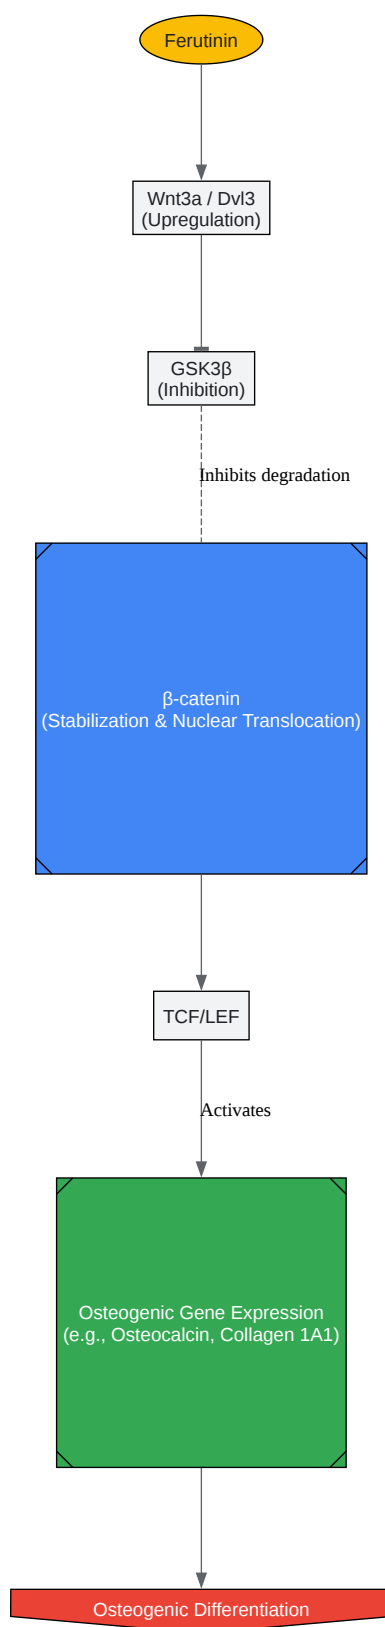 Ferutinin
Wnt3a / Dvl3
(Upregulation)
GSK3β
(Inhibition)
Inhibits degradation
β-catenin
(Stabilization & Nuclear Translocation)
TCF/LEF
Activates
Osteogenic Gene Expression
(e.g., Osteocalcin, Collagen 1A1)
Osteogenic Differentiation